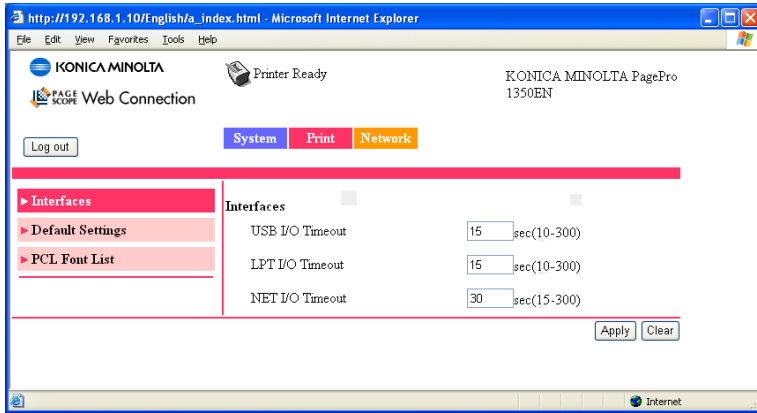 http://192.168.1.10/English/a_index.html - Microsoft Internet Explorer
File Edit View Favorites Tools Help
KONICA MINOLTA
Printer Ready
KONICA MINOLTA PagePro
1350EN
PAGE SCOPE Web Connection
Log out
System Print Network
Interfaces
Default Settings
PCL Font List
Interfaces
USB I/O Timeout 15 sec(10-300)
LPT I/O Timeout 15 sec(10-300)
NET I/O Timeout 30 sec(15-300)
Apply Clear
Internet